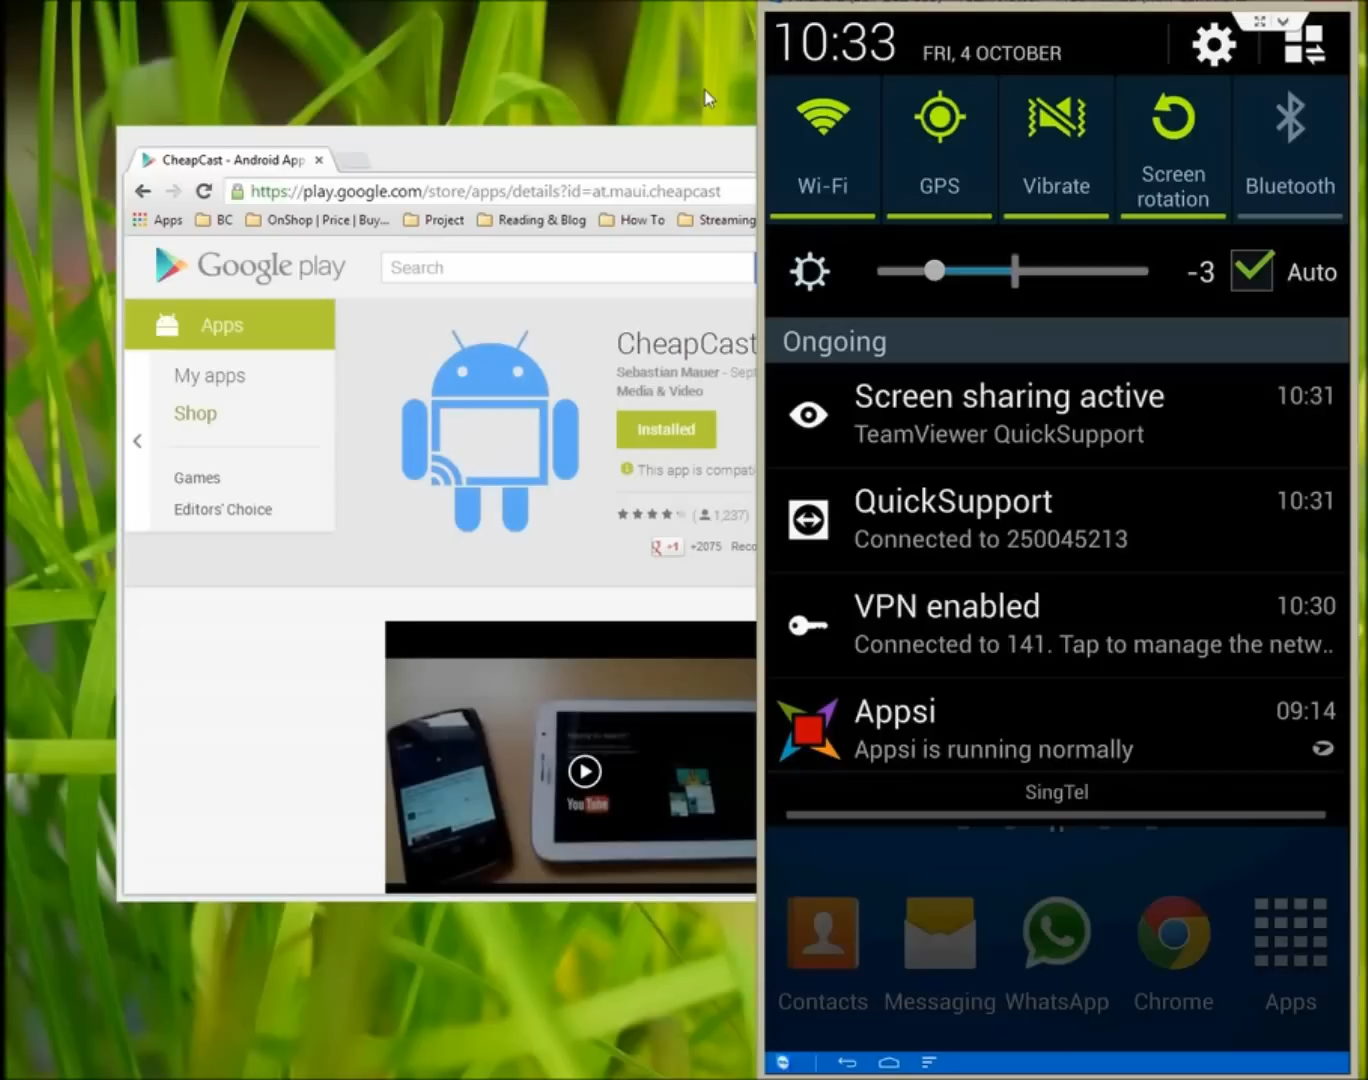 CheapCast - Android App
https://play.google.com/store/apps/details?id=at.maui.cheapcast
Apps BC OnShop | Price | Buy... Project Reading & Blog How To Streaming
Google play
Search
Apps
My apps
Shop
Games
Editors' Choice
CheapCast
Sebastian Mauer - Sept
Media & Video
Installed
This app is compati
(1,237)
+1 +2075 Reco
YouTube
10:33 FRI, 4 OCTOBER
Wi-Fi
GPS
Vibrate
Screen
rotation
Bluetooth
-3 Auto
Ongoing
Screen sharing active 10:31
TeamViewer QuickSupport
QuickSupport 10:31
Connected to 250045213
VPN enabled 10:30
Connected to 141. Tap to manage the netw..
Appsi 09:14
Appsi is running normally
SingTel
Contacts Messaging WhatsApp Chrome Apps